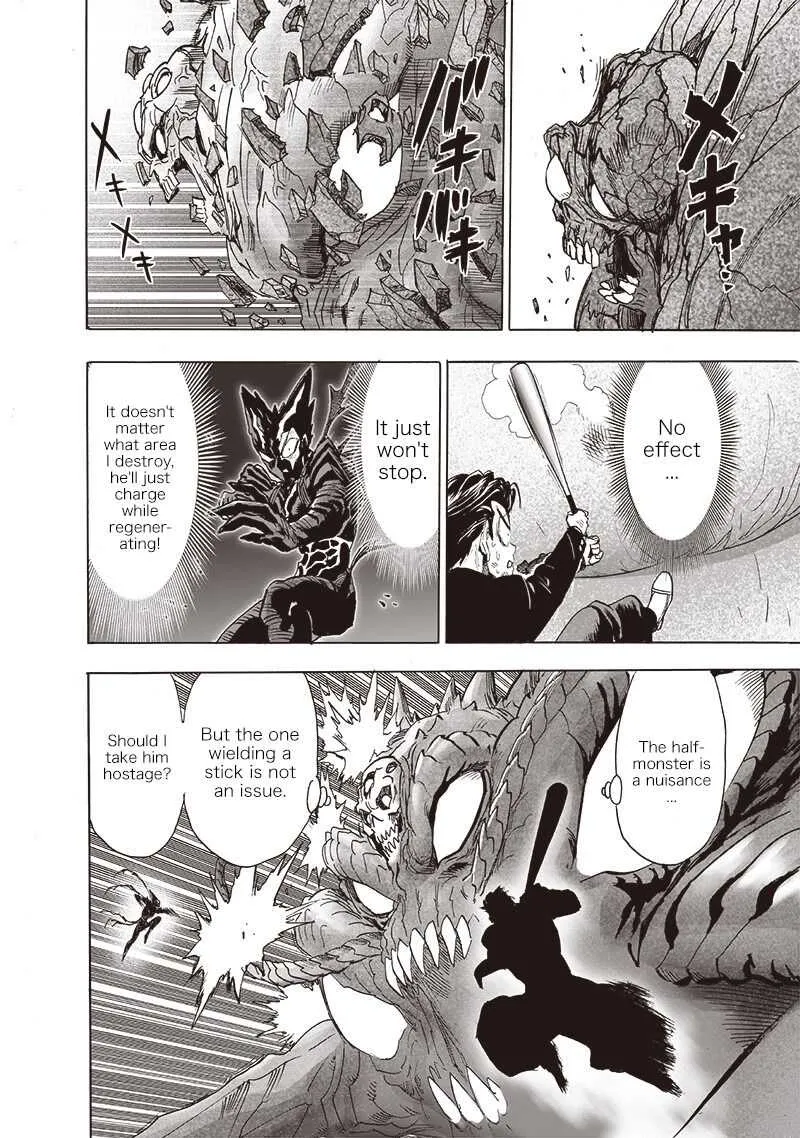 メキャ…
バキ
バキ
メキメキ
No
effect
...
It just
won't
stop.
It doesn't
matter
what area
I destroy,
he'll just
charge
while
regener-
ating!
The half-
monster is
a nuisance
...
But the one
wielding a
stick is not
an issue.
Should I
take him
hostage?